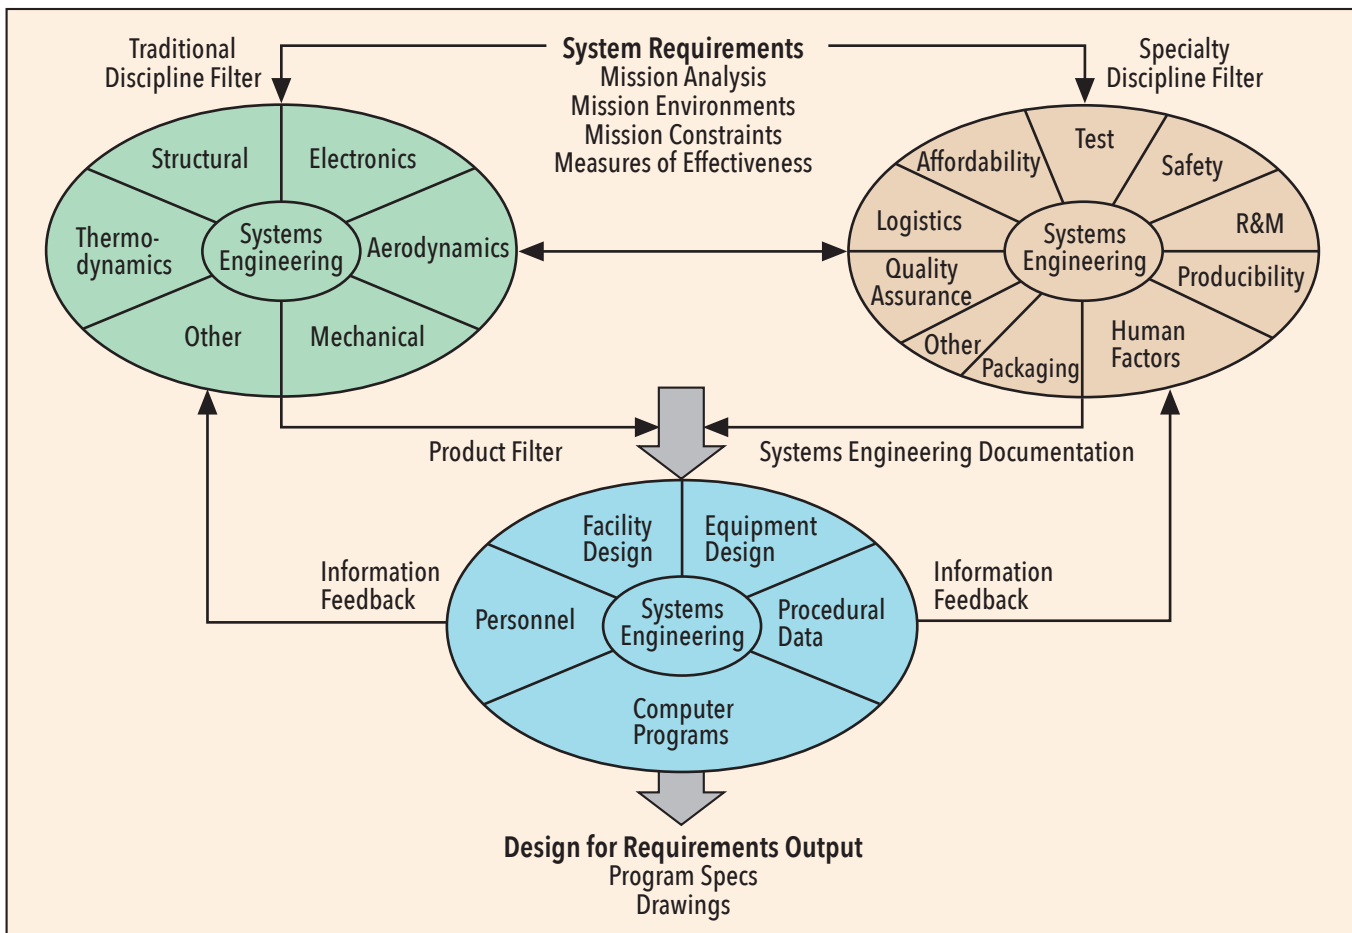 Traditional
Discipline Filter
System Requirements
Mission Analysis
Mission Environments
Mission Constraints
Measures of Effectiveness
Specialty
Discipline Filter
Structural
Electronics
Thermo-
dynamics
Systems
Engineering
Aerodynamics
Other
Mechanical
Affordability
Test
Safety
Logistics
Systems
Engineering
R&M
Quality
Assurance
Producibility
Other
Packaging
Human
Factors
Product Filter
Systems Engineering Documentation
Facility
Design
Equipment
Design
Information
Feedback
Personnel
Systems
Engineering
Procedural
Data
Information
Feedback
Computer
Programs
Design for Requirements Output
Program Specs
Drawings